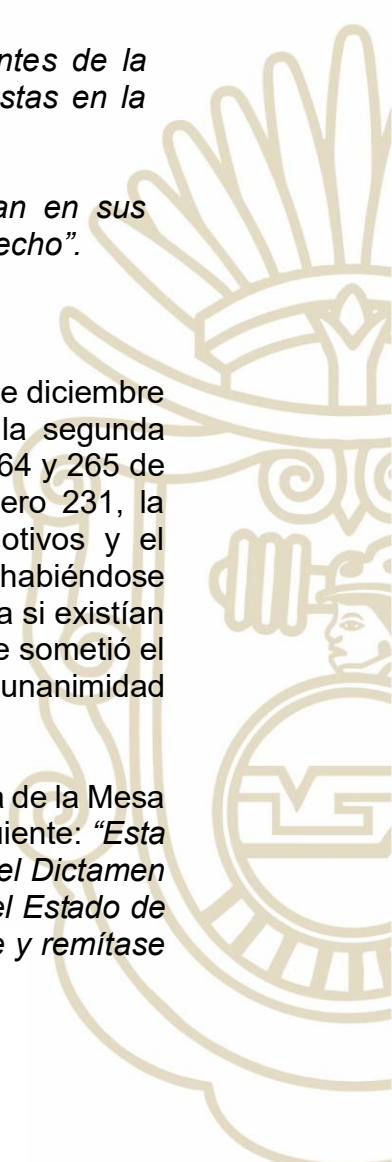 ntes de la
stas en la
an en sus
echo”.
e diciembre
la segunda
64 y 265 de
ero 231, la
otivos y el
habiéndose
a si existían
e sometió el
unanimidad
a de la Mesa
uiente: “Esta
el Dictamen
el Estado de
e y remítase